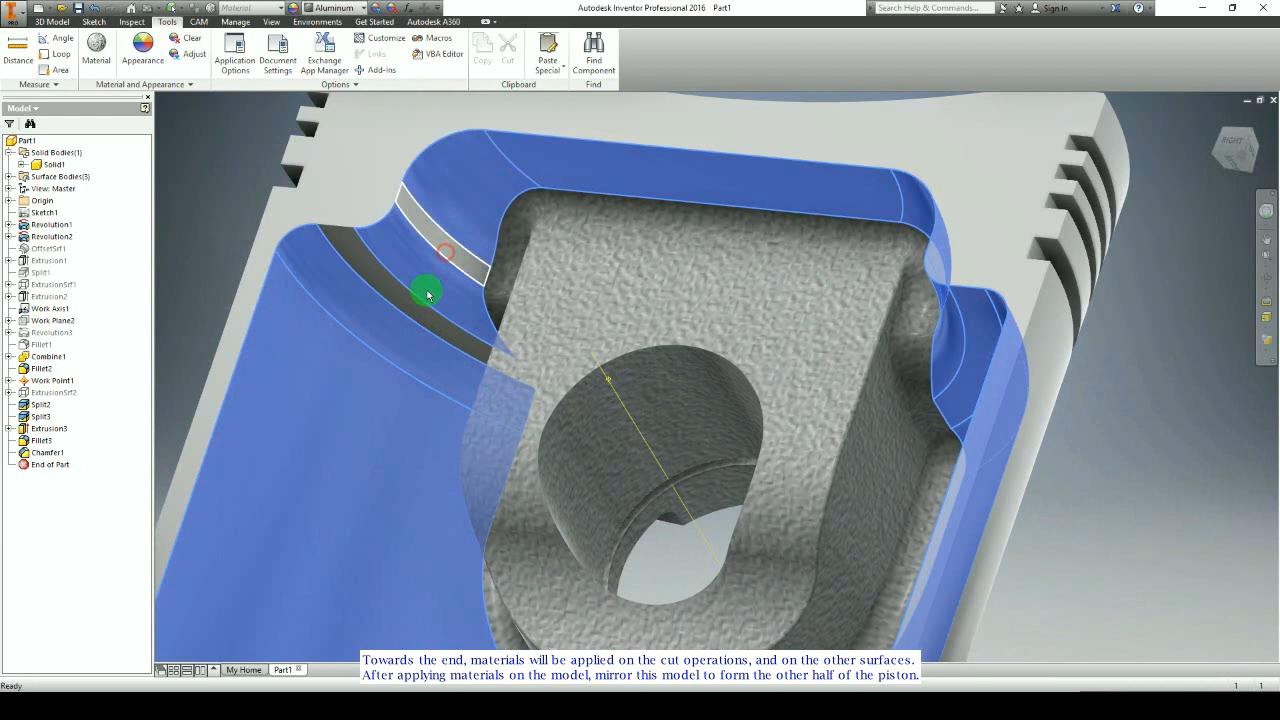 Material
Aluminum
Autodesk Inventor Professional 2016 Part1
Search Help & Commands...
Sign In
PRO
3D Model
Sketch
Inspect
Tools
CAM
Manage
View
Environments
Get Started
Autodesk A360
Distance
Angle
Loop
Area
Material
Appearance
Clear
Adjust
Application Options
Document Settings
Exchange App Manager
Customize
Links
Add-Ins
Macros
VBA Editor
Copy
Cut
Paste Special
Find Component
Measure
Material and Appearance
Options
Clipboard
Find
Model
Part1
Solid Bodies(1)
Solid1
Surface Bodies(3)
View: Master
Origin
Sketch1
Revolution1
Revolution2
OffsetSrf1
Extrusion1
Split1
ExtrusionSrf1
Extrusion2
Work Axis1
Work Plane2
Revolution3
Fillet1
Combine1
Fillet2
Work Point1
ExtrusionSrf2
Split2
Split3
Extrusion3
Fillet3
Chamfer1
End of Part
RIGHT
Towards the end, materials will be applied on the cut operations, and on the other surfaces.
After applying materials on the model, mirror this model to form the other half of the piston.
My Home
Part1
Ready
1 1